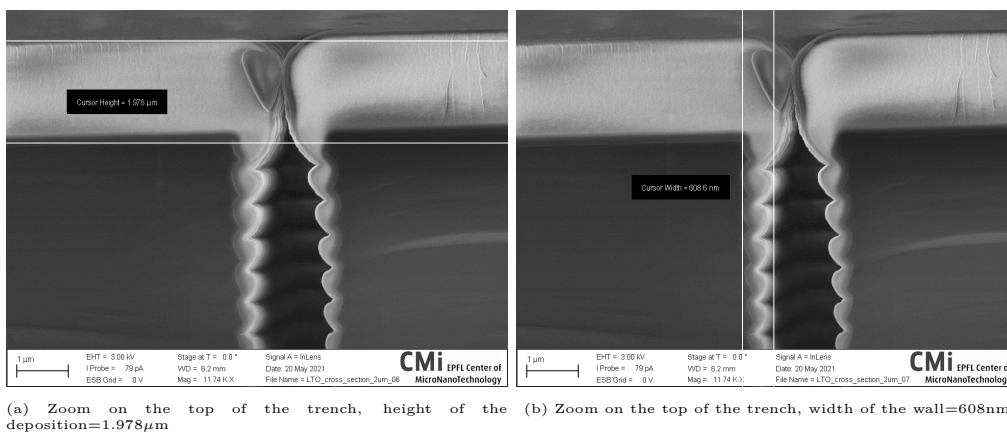 Cursor Height = 1.978 µm
1 µm
EHT = 3.00 kV
I Probe = 79 pA
ESB Grid = 0 V
Stage at T = 0.0 °
WD = 6.2 mm
Mag = 11.74 K X
Signal A = InLens
Date: 20 May 2021
File Name = LTO_cross_section_2um_06
CMi EPFL Center of
MicroNanoTechnology
(a) Zoom on the top of the trench, height of the
deposition=1.978µm
Cursor Width = 608.6 nm
1 µm
EHT = 3.00 kV
I Probe = 79 pA
ESB Grid = 0 V
Stage at T = 0.0 °
WD = 6.2 mm
Mag = 11.74 K X
Signal A = InLens
Date: 20 May 2021
File Name = LTO_cross_section_2um_07
CMi EPFL Center of
MicroNanoTechnology
(b) Zoom on the top of the trench, width of the wall=608nm